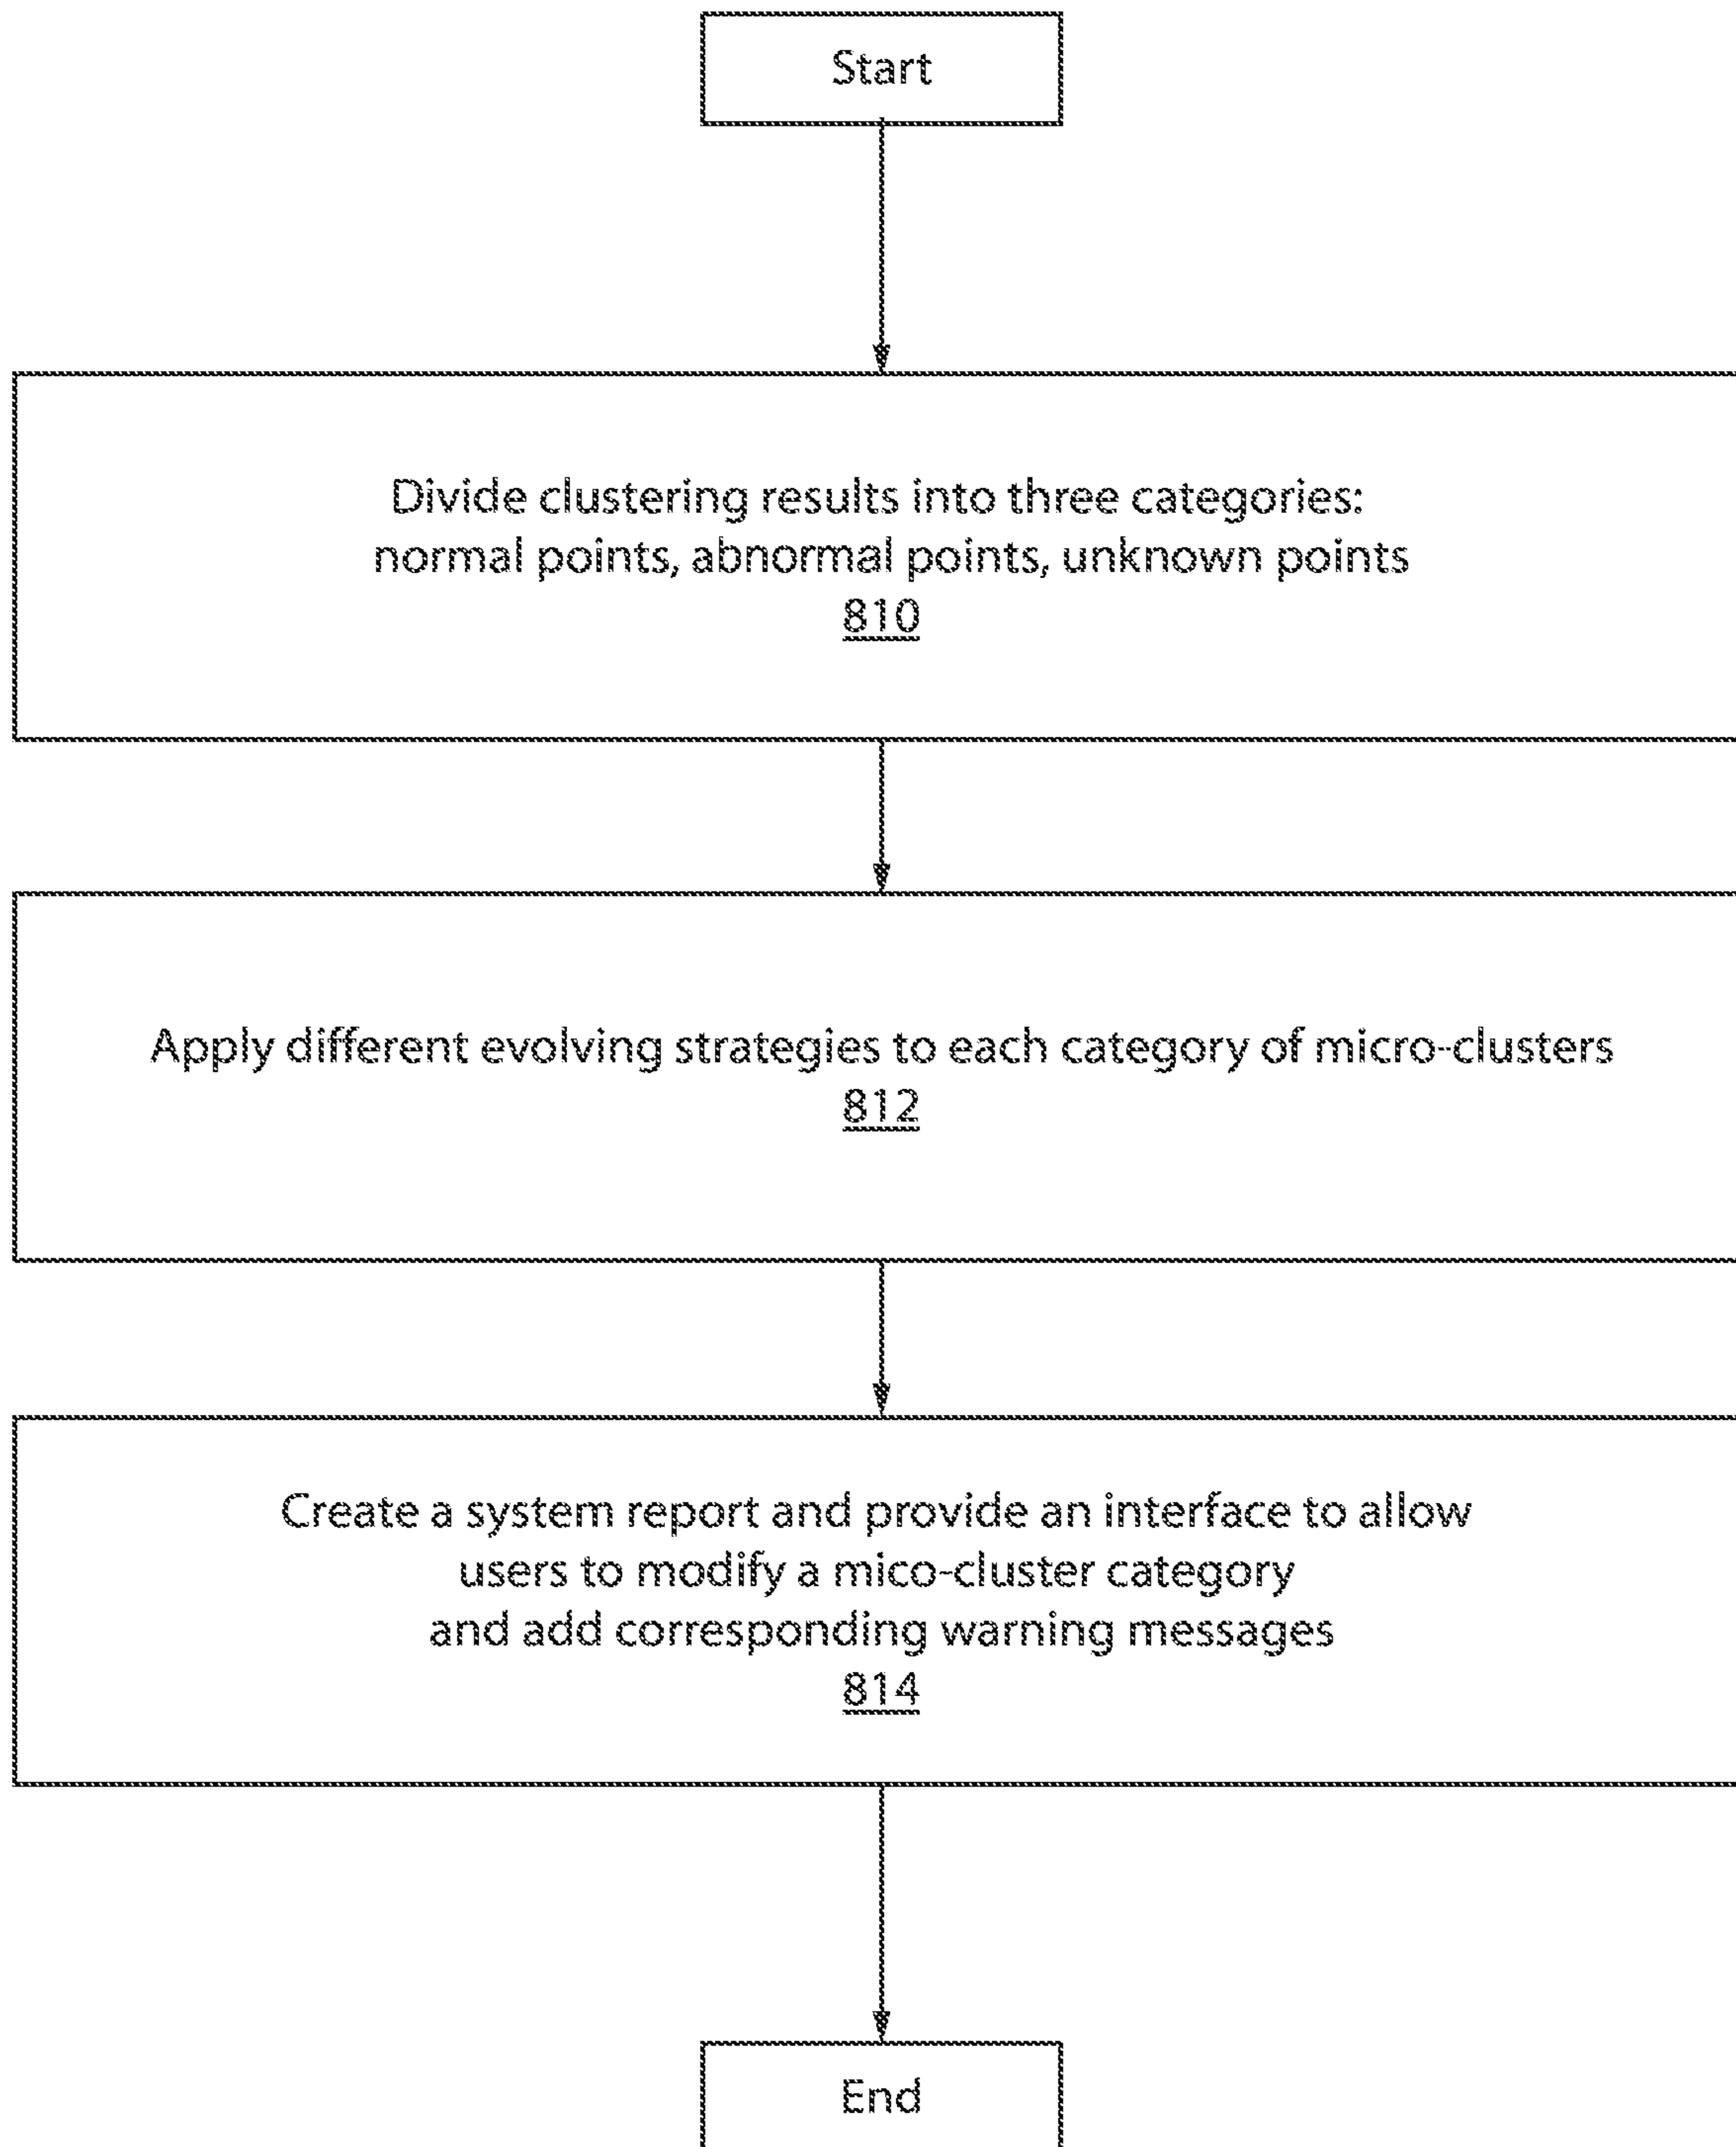 Start
Divide clustering results into three categories:
normal points, abnormal points, unknown points
810
Apply different evolving strategies to each category of micro-clusters
812
Create a system report and provide an interface to allow
users to modify a mico-cluster category
and add corresponding warning messages
814
End